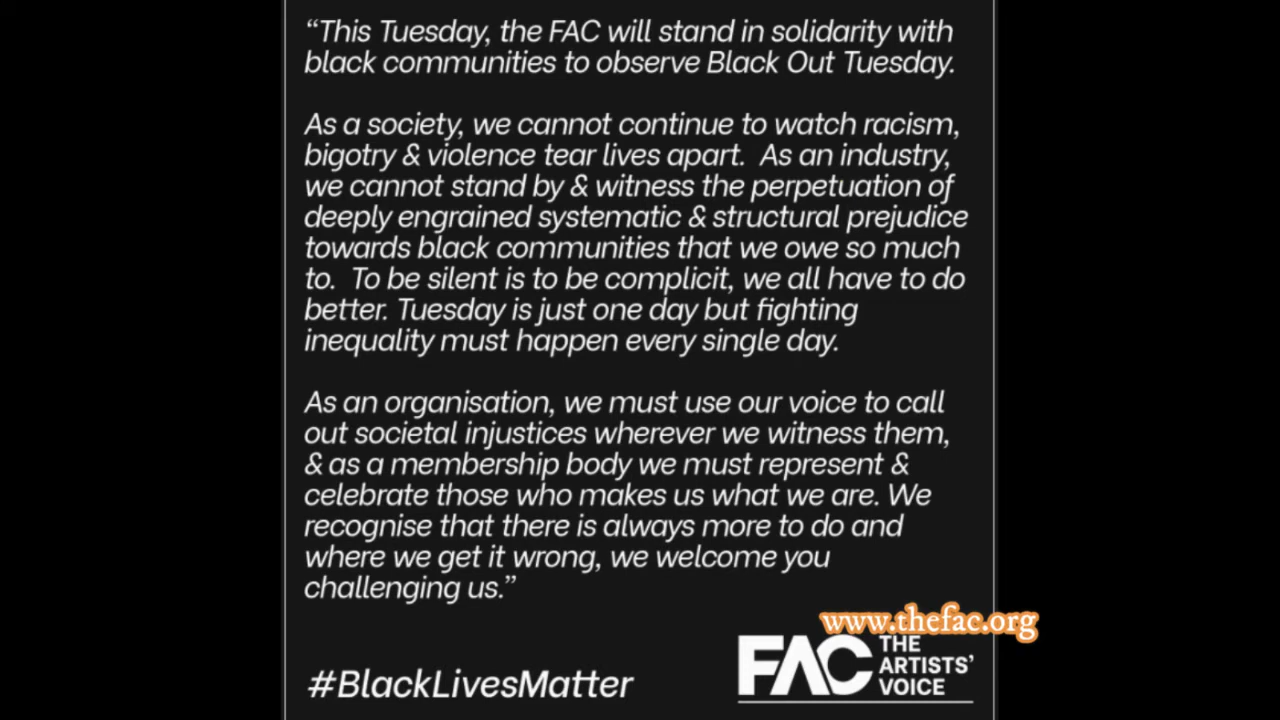 “This Tuesday, the FAC will stand in solidarity with
black communities to observe Black Out Tuesday.
As a society, we cannot continue to watch racism,
bigotry & violence tear lives apart.  As an industry,
we cannot stand by & witness the perpetuation of
deeply engrained systematic & structural prejudice
towards black communities that we owe so much
to.  To be silent is to be complicit, we all have to do
better. Tuesday is just one day but fighting
inequality must happen every single day.
As an organisation, we must use our voice to call
out societal injustices wherever we witness them,
& as a membership body we must represent &
celebrate those who makes us what we are. We
recognise that there is always more to do and
where we get it wrong, we welcome you
challenging us.”
www.thefac.org
#BlackLivesMatter
FAC
THE
ARTISTS’
VOICE